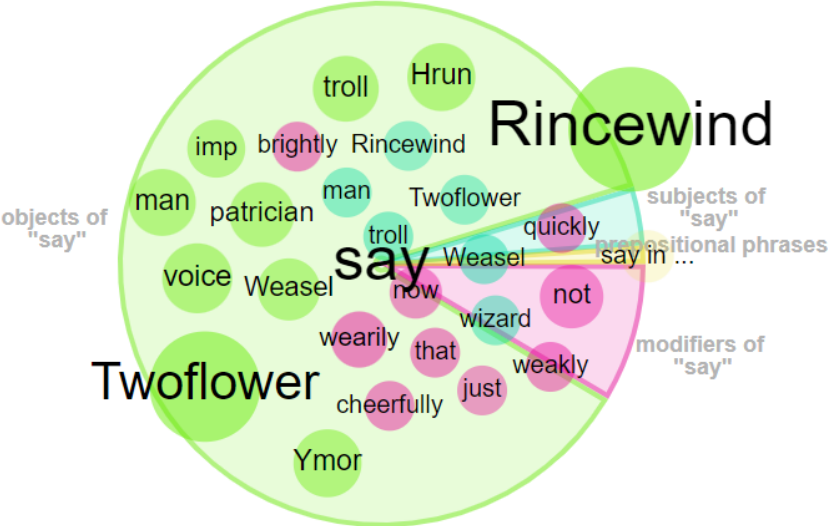 Hrun
troll
Rincewind
imp
brightly
Rincewind
man
man
Twoflower
subjects of
"say"
patrician
objects of
"say"
quickly
troll
prepositional phrases
say
Weasel
say in ...
voice
Weasel
now
not
wizard
wearily
modifiers of
"say"
that
weakly
Twoflower
just
cheerfully
Ymor